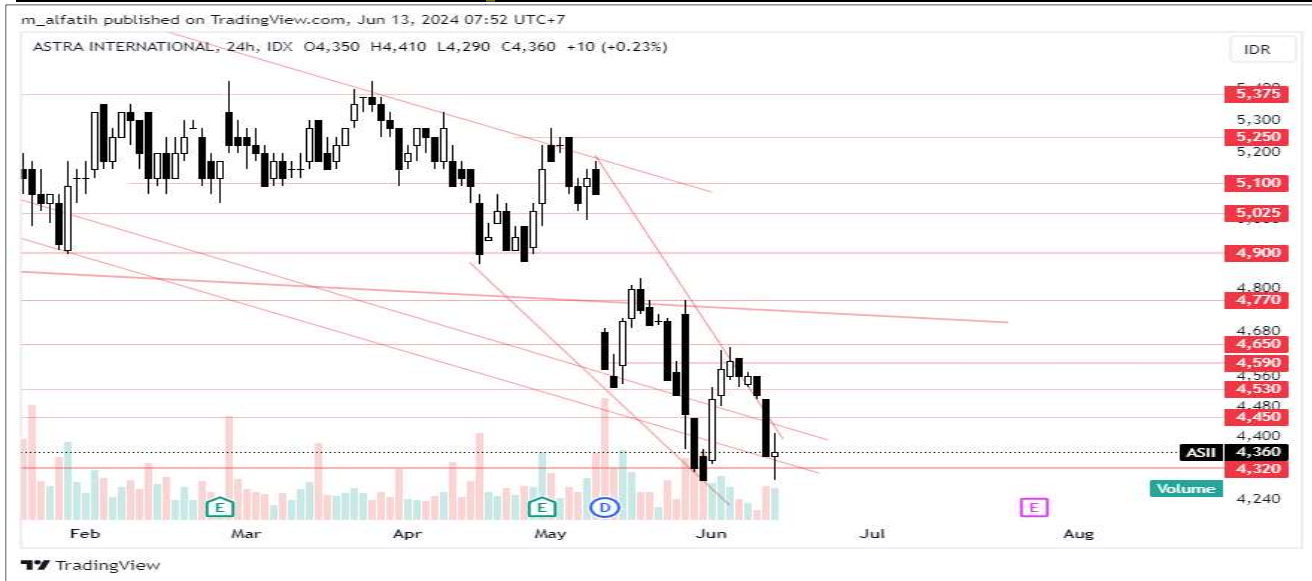 m_alfatih published on TradingView.com, Jun 13, 2024 07:52 UTC+7
ASTRA INTERNATIONAL, 24h, IDX O4,350 H4,410 L4,290 C4,360 +10 (+0.23%)
IDR
5,375
5,300
5,250
5,200
5,100
5,025
4,900
4,800
4,770
4,680
4,650
4,590
4,560
4,530
4,480
4,450
4,400
ASII 4,360
4,320
Volume
4,240
E E D E
Feb Mar Apr May Jun Jul Aug
TradingView